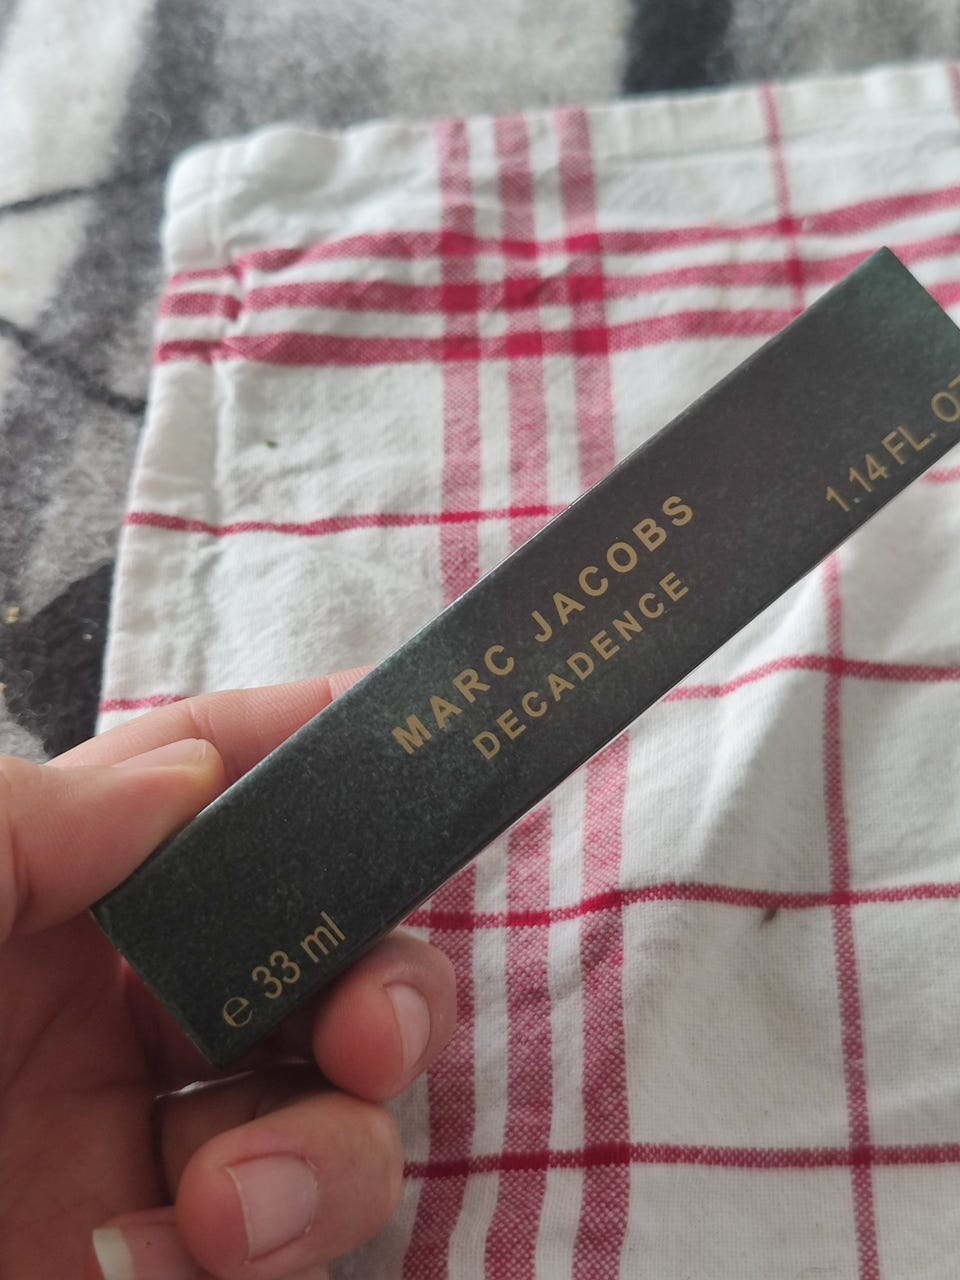 MARC JACOBS
DECADENCE
℮ 33 ml
1.14 FL. OZ